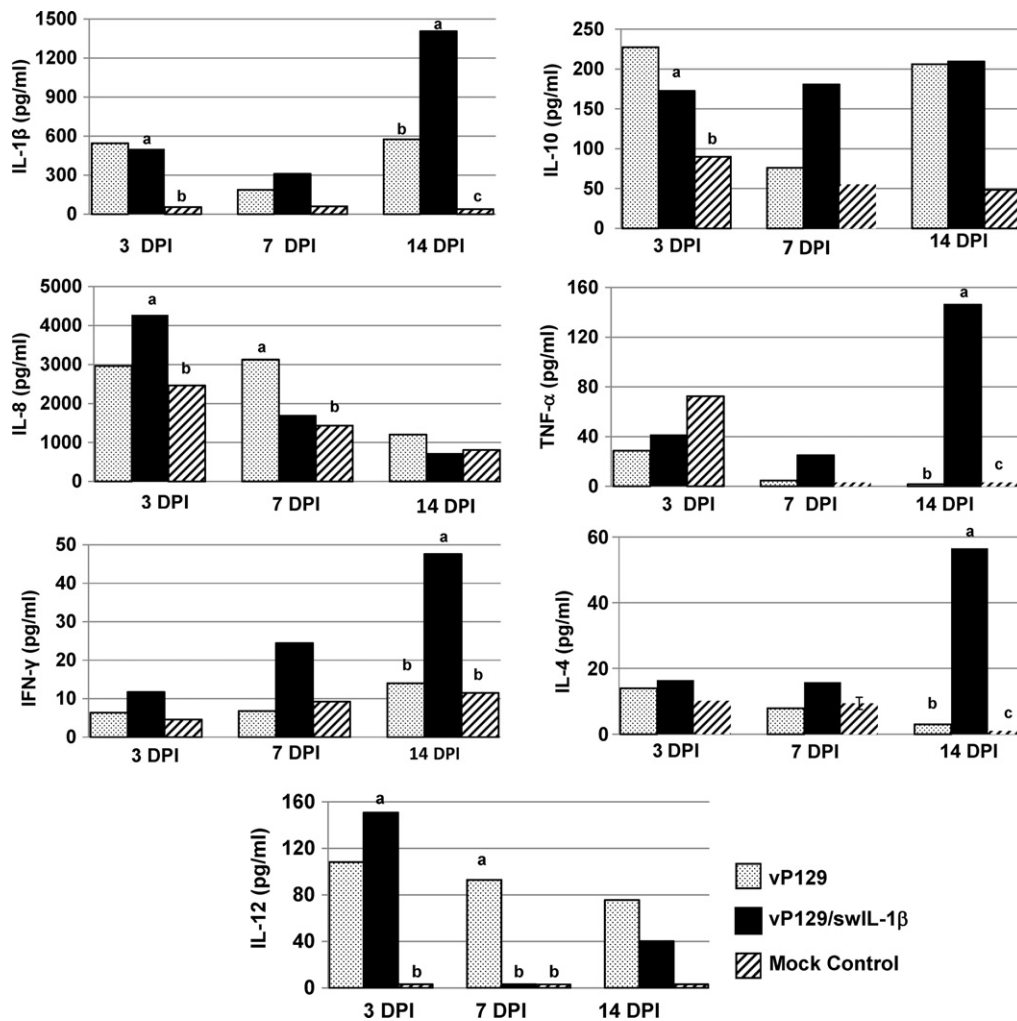 IL-1β (pg/ml)
1500
1200
900
600
300
0
a
b
b
a
c
3 DPI
7 DPI
14 DPI
IL-10 (pg/ml)
250
200
150
100
50
0
a
b
3 DPI
7 DPI
14 DPI
IL-8 (pg/ml)
5000
4000
3000
2000
1000
0
a
b
a
b
3 DPI
7 DPI
14 DPI
TNF-α (pg/ml)
160
120
80
40
0
b
a
c
3 DPI
7 DPI
14 DPI
IFN-γ (pg/ml)
50
40
30
20
10
0
b
a
b
3 DPI
7 DPI
14 DPI
IL-4 (pg/ml)
60
40
20
0
b
a
c
3 DPI
7 DPI
14 DPI
IL-12 (pg/ml)
160
120
80
40
0
a
b
a
b
b
3 DPI
7 DPI
14 DPI
vP129
vP129/swIL-1β
Mock Control